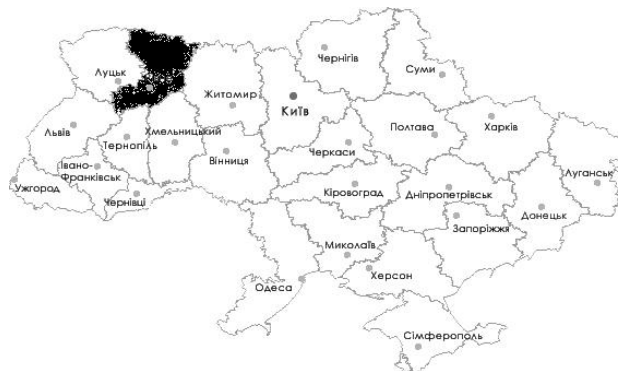 Чернігів
Суми
Луцьк
Житомир
Київ
Львів
Тернопіль
Хмельницький
Вінниця
Черкаси
Полтава
Харків
Івано-
Франківськ
Ужгород
Чернівці
Кіровоград
Дніпропетрівськ
Луганськ
Донецьк
Запоріжжя
Миколаїв
Одеса
Херсон
Сімферополь